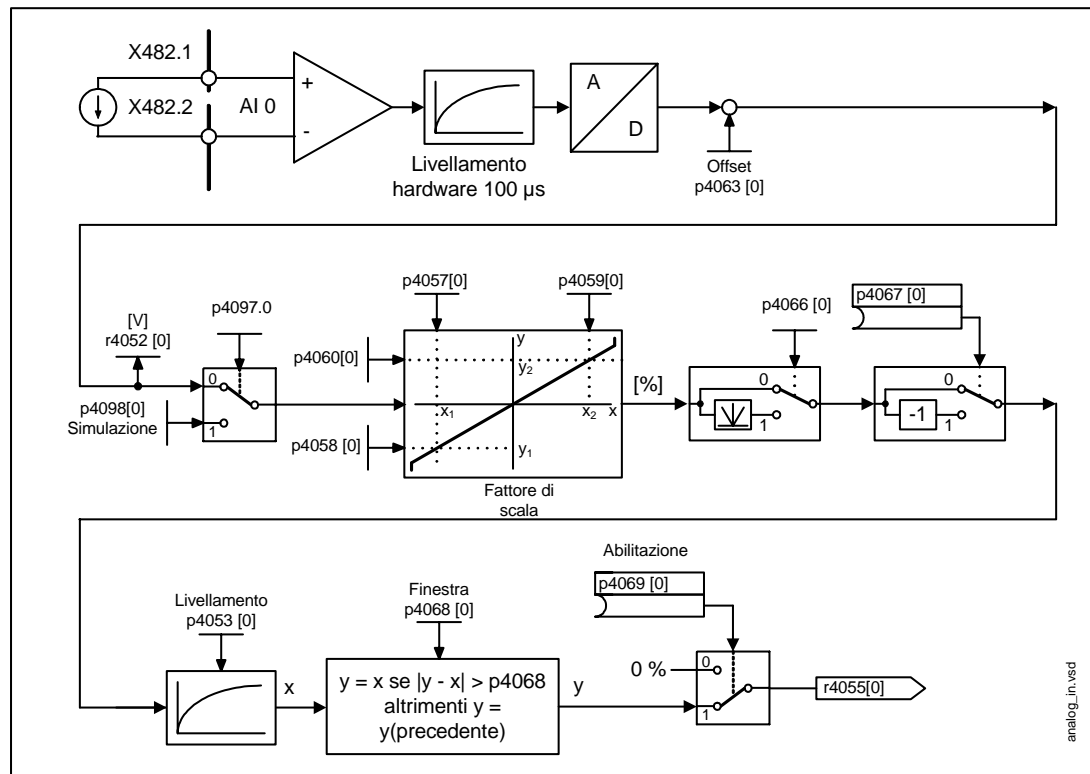 X482.1
X482.2
AI 0
+
-
A
D
Livellamento
hardware 100 µs
Offset
p4063 [0]
[V]
r4052 [0]
p4097.0
p4098[0]
Simulazione
0
1
p4057[0]
p4059[0]
p4060[0]
p4058 [0]
y
y2
x1
x2
x
y1
Fattore di
scala
[%]
p4066 [0]
0
1
p4067 [0]
0
-1
1
Livellamento
p4053 [0]
x
Finestra
p4068 [0]
y = x se |y - x| > p4068
altrimenti y =
y(precedente)
y
Abilitazione
p4069 [0]
0 %
0
1
r4055[0]
analog_in.vsd